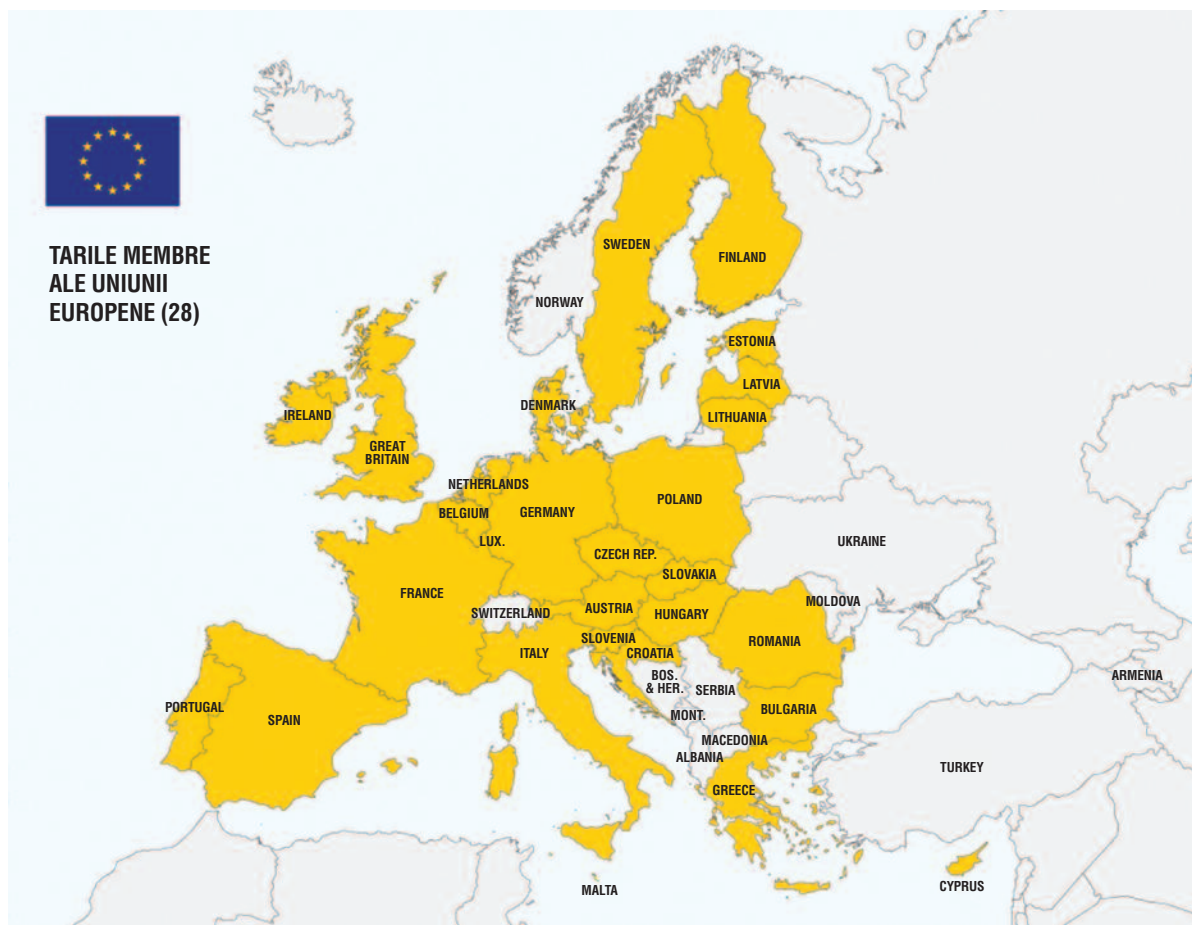 TARILE MEMBRE
ALE UNIUNII
EUROPENE (28)
SWEDEN
FINLAND
NORWAY
ESTONIA
LATVIA
LITHUANIA
DENMARK
IRELAND
GREAT
BRITAIN
NETHERLANDS
BELGIUM
GERMANY
POLAND
LUX.
UKRAINE
CZECH REP.
SLOVAKIA
FRANCE
MOLDOVA
SWITZERLAND
AUSTRIA
HUNGARY
SLOVENIA
ROMANIA
ITALY
CROATIA
BOS.
& HER.
SERBIA
ARMENIA
PORTUGAL
SPAIN
MONT.
BULGARIA
MACEDONIA
ALBANIA
TURKEY
GREECE
MALTA
CYPRUS